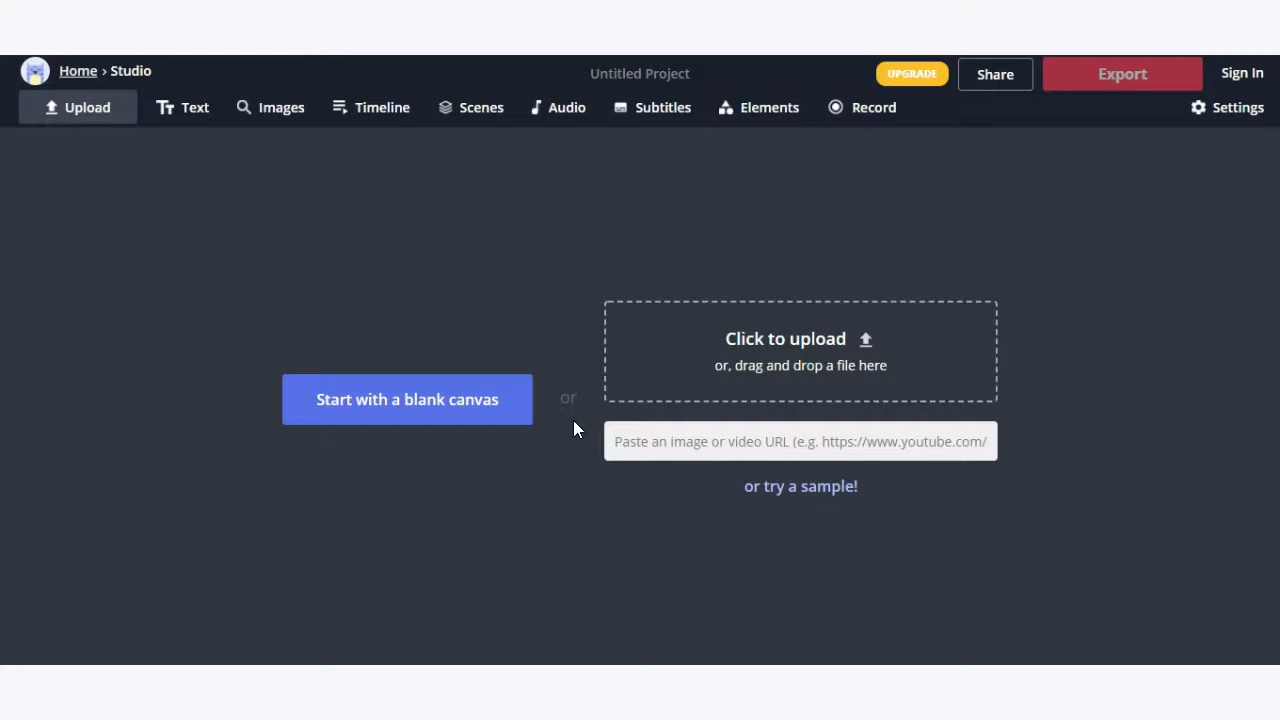 Home › Studio
Untitled Project
UPGRADE
Share
Export
Sign In
Upload
Text
Images
Timeline
Scenes
Audio
Subtitles
Elements
Record
Settings
Click to upload
or, drag and drop a file here
Start with a blank canvas
or
Paste an image or video URL (e.g. https://www.youtube.com/
or try a sample!